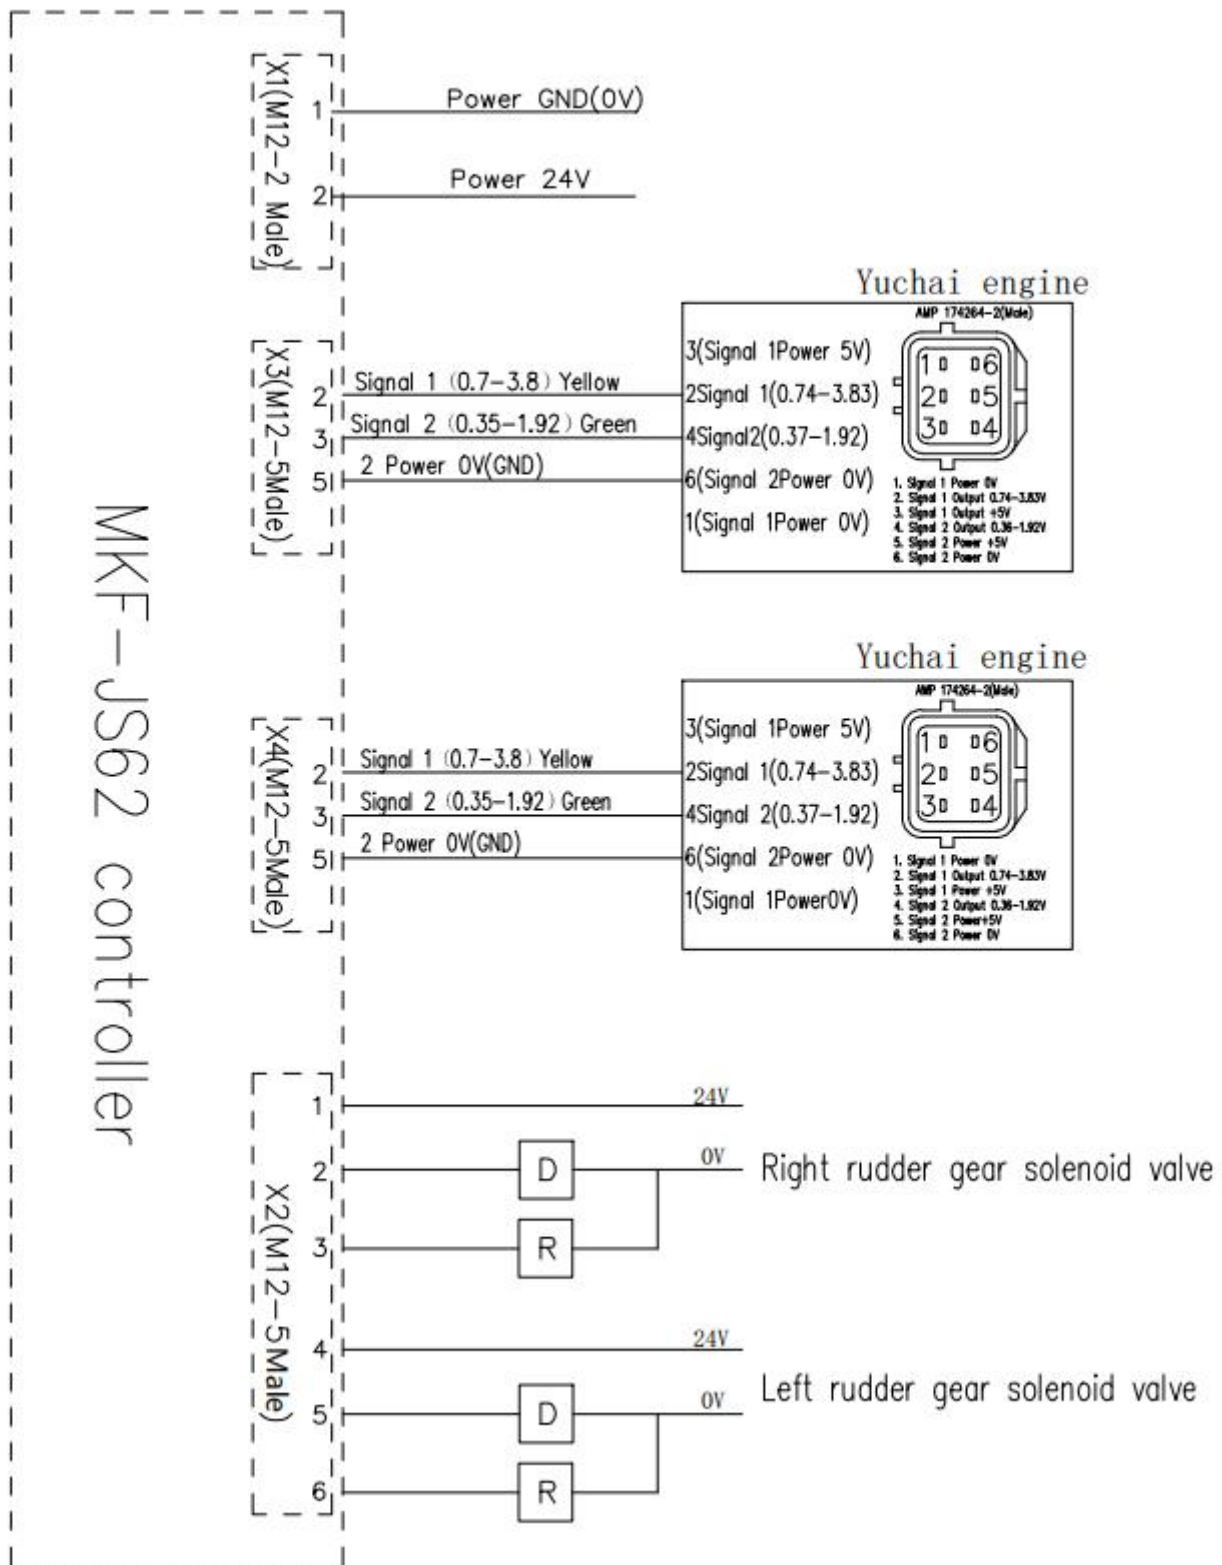 MKF-JS62 controller
X1(M12-2 Male)
1
Power GND(0V)
2
Power 24V
Yuchai engine
AMP 174264-2(Male)
X3(M12-5Male)
2
Signal 1 (0.7-3.8) Yellow
3
Signal 2 (0.35-1.92) Green
5
2 Power 0V(GND)
3(Signal 1Power 5V)
2Signal 1(0.74-3.83)
4Signal2(0.37-1.92)
6(Signal 2Power 0V)
1(Signal 1Power 0V)
1 6
2 5
3 4
1. Signal 1 Power 0V
2. Signal 1 Output 0.74-3.83V
3. Signal 1 Output +5V
4. Signal 2 Output 0.36-1.92V
5. Signal 2 Power +5V
6. Signal 2 Power 0V
Yuchai engine
AMP 174264-2(Male)
X4(M12-5Male)
2
Signal 1 (0.7-3.8) Yellow
3
Signal 2 (0.35-1.92) Green
5
2 Power 0V(GND)
3(Signal 1Power 5V)
2Signal 1(0.74-3.83)
4Signal 2(0.37-1.92)
6(Signal 2Power 0V)
1(Signal 1Power0V)
1 6
2 5
3 4
1. Signal 1 Power 0V
2. Signal 1 Output 0.74-3.83V
3. Signal 1 Power +5V
4. Signal 2 Output 0.36-1.92V
5. Signal 2 Power+5V
6. Signal 2 Power 0V
X2(M12-5Male)
1
24V
2
D
0V
Right rudder gear solenoid valve
3
R
4
24V
Left rudder gear solenoid valve
5
D
0V
6
R